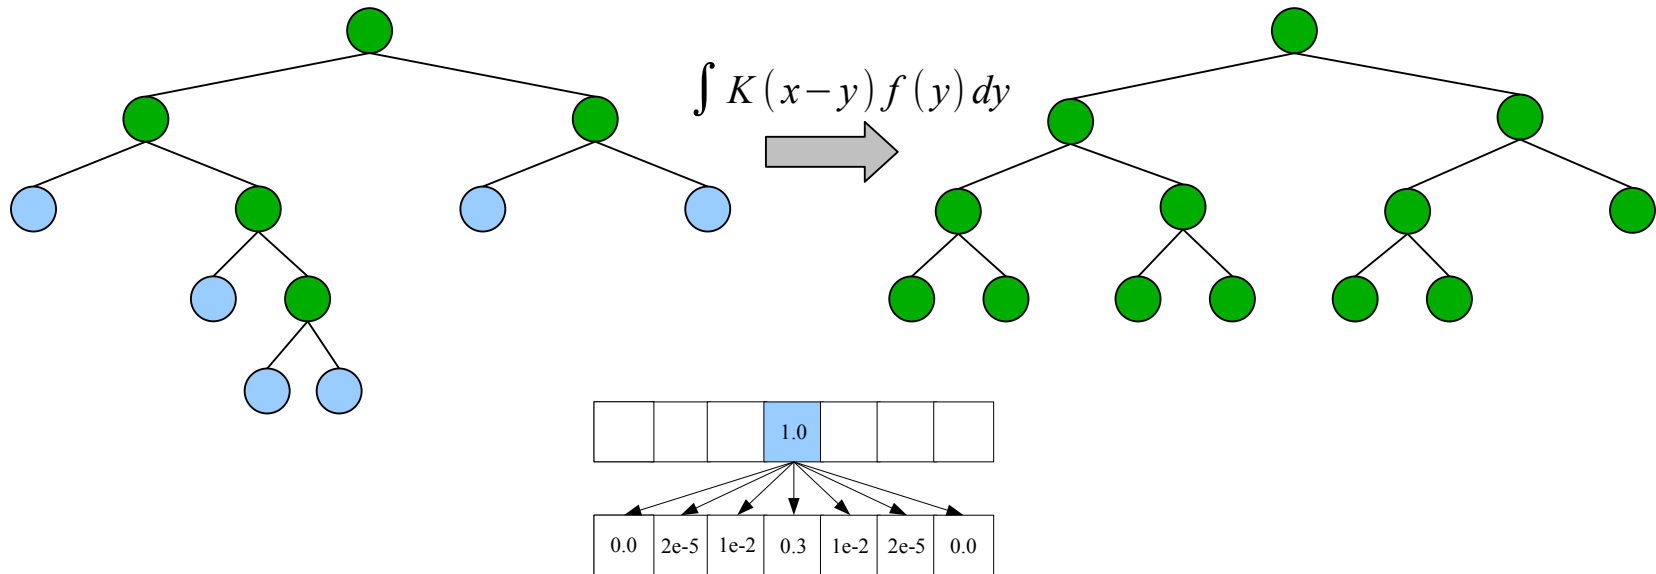 ∫ K (x − y) f (y) dy
1.0
0.0 2e-5 1e-2 0.3 1e-2 2e-5 0.0